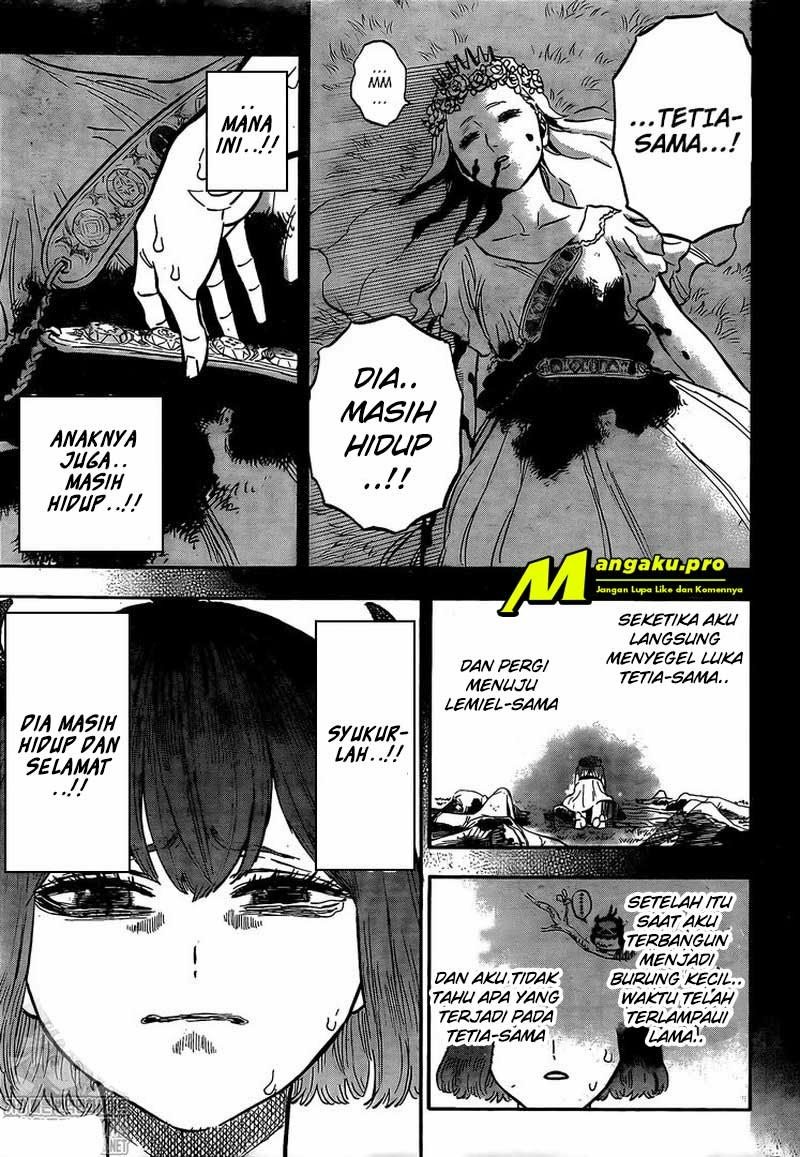 ...TETIA-
SAMA...!
...
MM
...
DIA..
MASIH
HIDUP
..!!
..
MANA
INI..!!
ANAKNYA
JUGA..
MASIH
HIDUP..!!
Mangaku.pro
Jangan Lupa Like dan Komennya
SEKETIKA AKU
LANGSUNG
MENYEGEL LUKA
TETIA-SAMA..
DAN PERGI
MENUJU
LEMIEL-SAMA
SETELAH ITU
SAAT AKU
TERBANGUN
MENJADI
BURUNG KECIL..
WAKTU TELAH
TERLAMPAUI
LAMA..
DAN AKU TIDAK
TAHU APA YANG
TERJADI PADA
TETIA-SAMA
SYUKUR-
LAH..!!
DIA MASIH
HIDUP DAN
SELAMAT
..!!
.NET